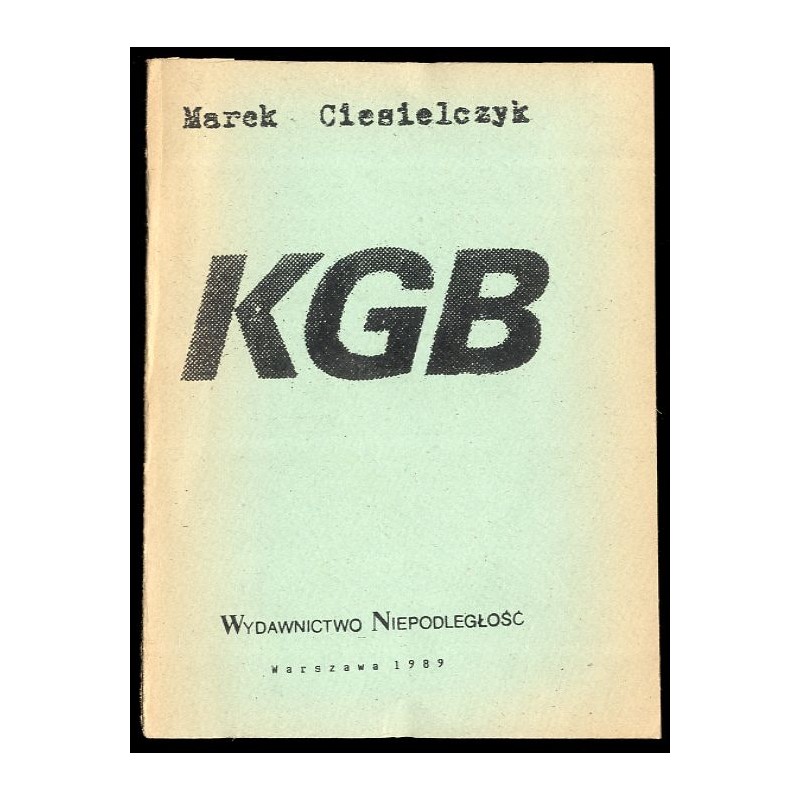 Marek Ciesielczyk
KGB
WYDAWNICTWO NIEPODLEGŁOŚĆ
Warszawa 1989